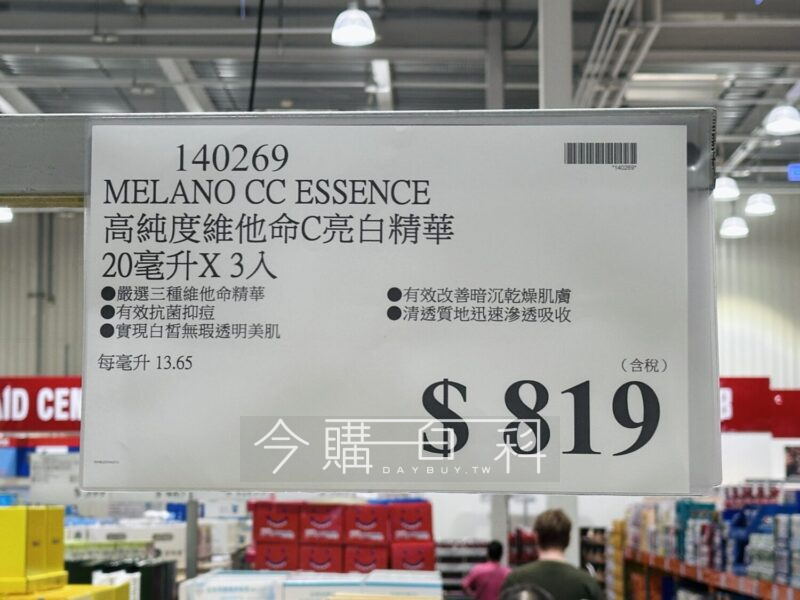 140269
*140269*
MELANO CC ESSENCE
高純度維他命C亮白精華
20毫升X 3入
●嚴選三種維他命精華
●有效抗菌抑痘
●實現白皙無瑕透明美肌
●有效改善暗沉乾燥肌膚
●清透質地迅速滲透吸收
每毫升 13.65
(含稅)
$ 819
今購百科
DAYBUY.TW
AID CEN